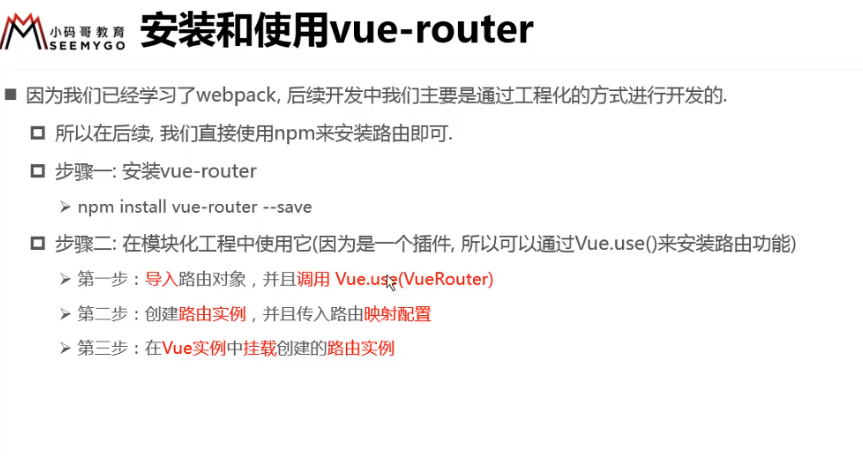 小码哥教育
SEEMYGO
安装和使用vue-router
因为我们已经学习了webpack, 后续开发中我们主要是通过工程化的方式进行开发的.
所以在后续, 我们直接使用npm来安装路由即可.
步骤一: 安装vue-router
npm install vue-router --save
步骤二: 在模块化工程中使用它(因为是一个插件, 所以可以通过Vue.use()来安装路由功能)
第一步：导入路由对象，并且调用 Vue.use(VueRouter)
第二步：创建路由实例，并且传入路由映射配置
第三步：在Vue实例中挂载创建的路由实例